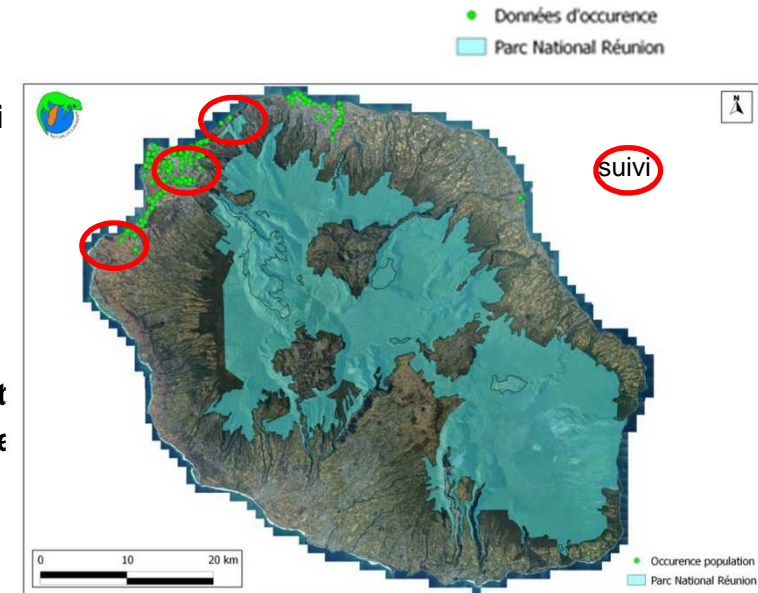 Données d'occurence
Parc National Réunion
i
N
suivi
t
e
0 10 20 km
Occurence population
Parc National Réunion